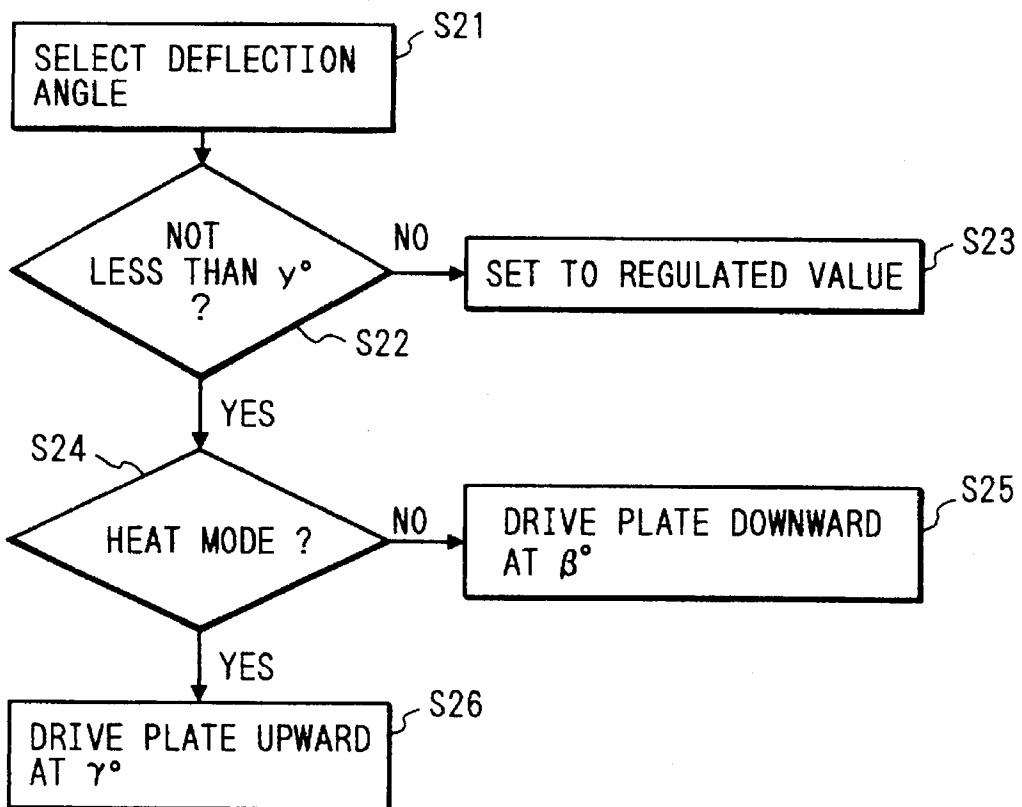 S21
SELECT DEFLECTION
ANGLE
NOT
LESS THAN y°
?
S22
NO
S23
SET TO REGULATED VALUE
YES
S24
HEAT MODE ?
NO
S25
DRIVE PLATE DOWNWARD
AT β°
YES
S26
DRIVE PLATE UPWARD
AT γ°